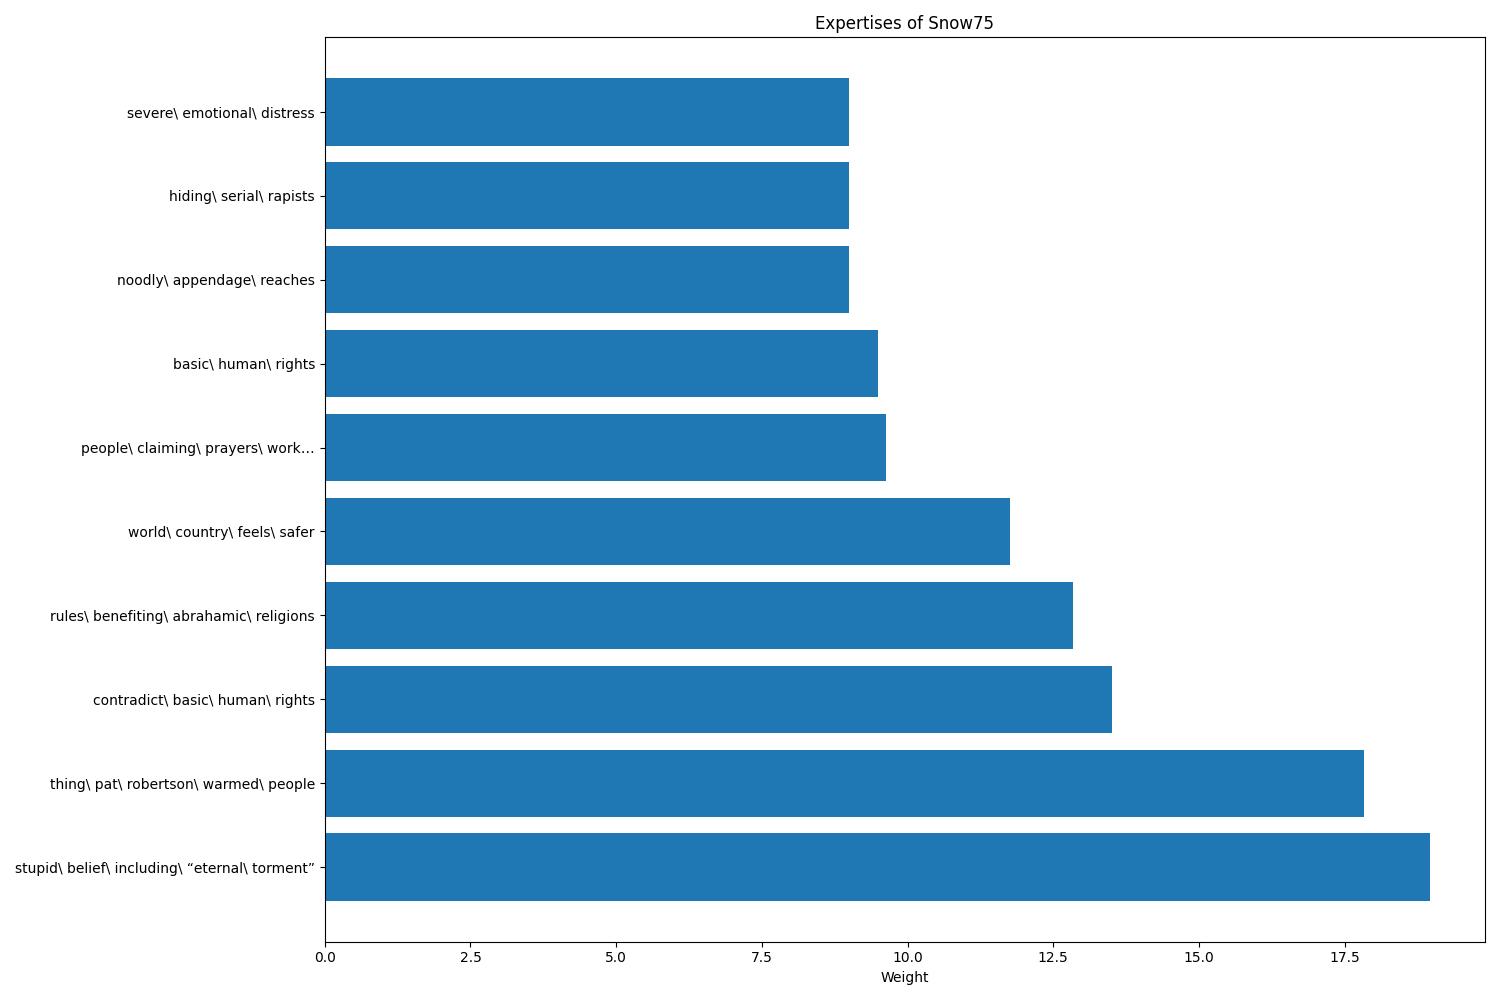 Expertises of Snow75
severe\ emotional\ distress
hiding\ serial\ rapists
noodly\ appendage\ reaches
basic\ human\ rights
people\ claiming\ prayers\ work…
world\ country\ feels\ safer
rules\ benefiting\ abrahamic\ religions
contradict\ basic\ human\ rights
thing\ pat\ robertson\ warmed\ people
stupid\ belief\ including\ “eternal\ torment”
0.0 2.5 5.0 7.5 10.0 12.5 15.0 17.5
Weight